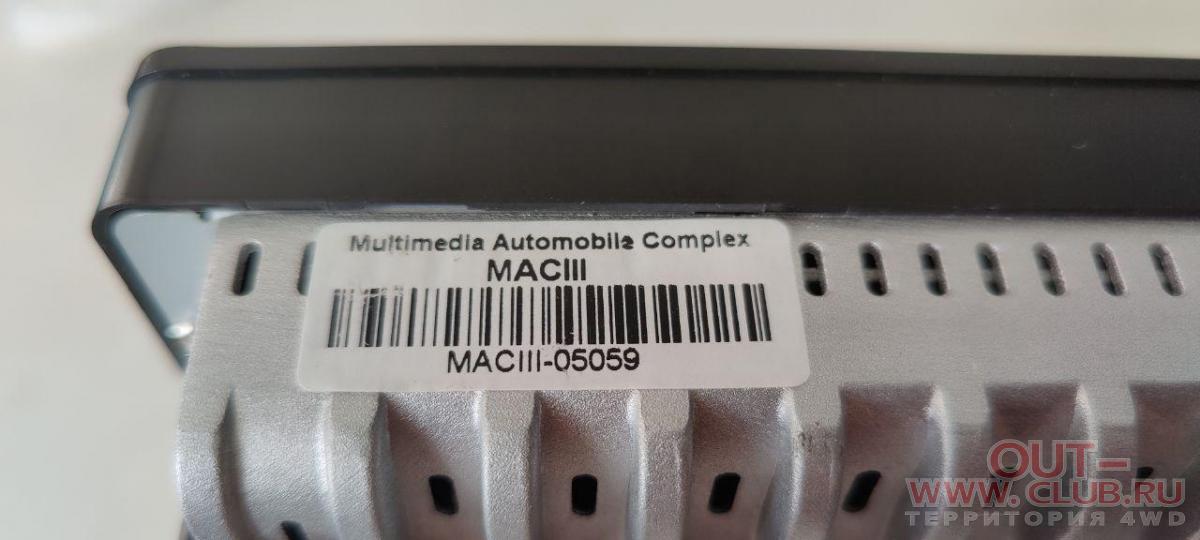 Multimedia Automobile Complex
MACIII
MACIII-05059
OUT-
WWW.CLUB.RU
ТЕРРИТОРИЯ 4WD